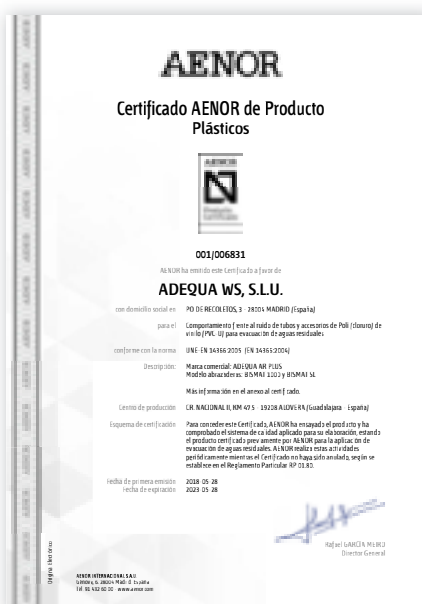 AENOR
Certificado AENOR de Producto
Plásticos
AENOR
Producto
Certificado
001/006831
AENOR ha emitido este Certificado a favor de
ADEQUA WS, S.L.U.
con domicilio social en PO DE RECOLETOS, 3 - 28004 MADRID (España)
para el Comportamiento frente al ruido de tubos y accesorios de Poli (cloruro) de
vinilo (PVC-U) para evacuación de aguas residuales
conforme con la norma UNE-EN 14366:2005 (EN 14366:2004)
Descripción: Marca comercial: ADEQUA AR PLUS
Modelo abrazaderas: BISMAT 1000 y BISMAT SL
Más información en el anexo al certificado.
Centro de producción CR. NACIONAL II, KM 47.5 - 19208 ALOVERA (Guadalajara - España)
Esquema de certificación Para conceder este Certificado, AENOR ha ensayado el producto y ha
comprobado el sistema de calidad aplicado para su elaboración, estando
el producto certificado previamente por AENOR para la aplicación de
evacuación de aguas residuales. AENOR realiza estas actividades
periódicamente mientras el Certificado no haya sido anulado, según se
establece en el Reglamento Particular RP 01.80.
Fecha de primera emisión 2018-05-28
Fecha de expiración 2023-05-28
Rafael GARCÍA MEIRO
Director General
Original Electrónico
AENOR INTERNACIONAL S.A.U.
Génova, 6. 28004 Madrid. España
Tel. 91 432 60 00.- www.aenor.com